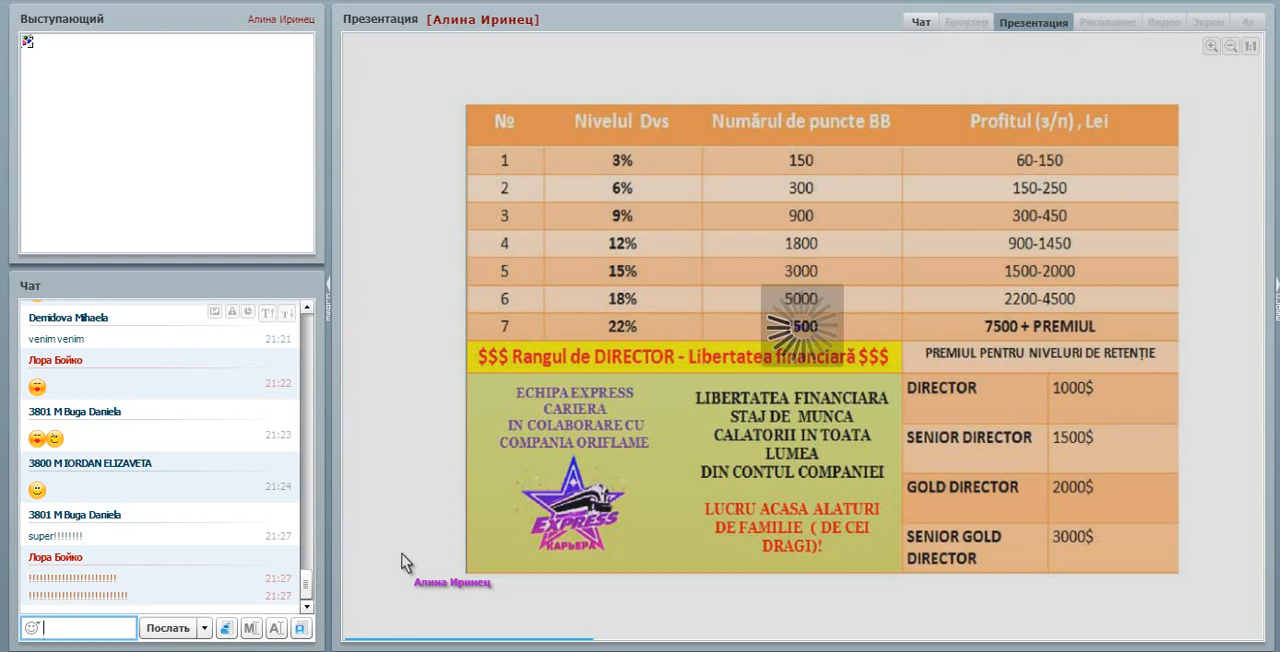 Выступающий
Алина Иринец
Чат
Demidova Mihaela
venim venim
21:21
Лора Бойко
21:22
3801 M Buga Daniela
21:23
3800 M IORDAN ELIZAVETA
21:24
3801 M Buga Daniela
super!!!!!!!!
21:27
Лора Бойко
!!!!!!!!!!!!!!!!!!!!!!!!
21:27
!!!!!!!!!!!!!!!!!!!!!!!!!!!
21:27
Послать
Презентация [Алина Иринец]
Чат Браузер Презентация Рисование Видео Экран 4x
1:1
№ Nivelul Dvs Numărul de puncte BB Profitul (з/п) , Lei
1 3% 150 60-150
2 6% 300 150-250
3 9% 900 300-450
4 12% 1800 900-1450
5 15% 3000 1500-2000
6 18% 5000 2200-4500
7 22% 7500 + PREMIUL
$$$ Rangul de DIRECTOR - Libertatea financiară $$$
PREMIUL PENTRU NIVELURI DE RETENȚIE
ECHIPA EXPRESS
CARIERA
IN COLABORARE CU
COMPANIA ORIFLAME
EXPRESS
КАРЬЕРА
LIBERTATEA FINANCIARA
STAJ DE MUNCA
CALATORII IN TOATA
LUMEA
DIN CONTUL COMPANIEI
LUCRU ACASA ALATURI
DE FAMILIE ( DE CEI
DRAGI)!
DIRECTOR 1000$
SENIOR DIRECTOR 1500$
GOLD DIRECTOR 2000$
SENIOR GOLD 3000$
DIRECTOR
Алина Иринец